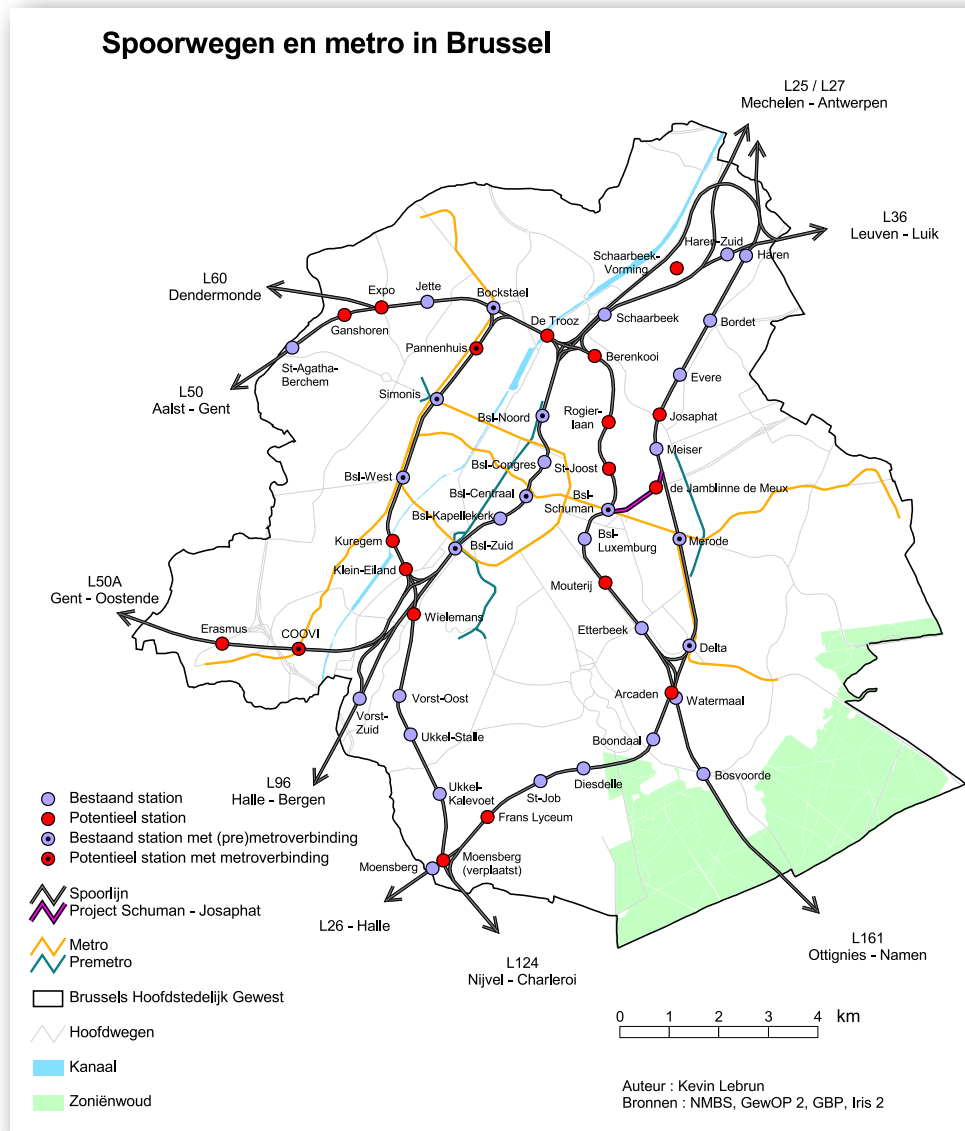 Spoorwegen en metro in Brussel
L25 / L27
Mechelen - Antwerpen
L36
Leuven - Luik
Haren-Zuid
Haren
Schaarbeek-
Vorming
L60
Dendermonde
Expo
Jette
Bockstael
Ganshoren
De Trooz
Schaarbeek
Bordet
Pannenhuis
Berenkooi
St-Agatha-
Berchem
Evere
L50
Aalst - Gent
Simonis
Bsl-Noord
Rogier-
laan
Josaphat
Meiser
Bsl-Congres
St-Joost
Bsl-West
Bsl-Centraal
Bsl-
Schuman
de Jamblinne de Meux
Bsl-Kapellekerk
Kuregem
Bsl-Zuid
Bsl-
Luxemburg
Merode
Klein-Eiland
L50A
Gent - Oostende
Mouterij
Wielemans
Erasmus
COOVI
Etterbeek
Delta
Arcaden
Watermaal
Vorst-
Zuid
Vorst-Oost
Ukkel-Stalle
Boondaal
Bosvoorde
Diesdelle
St-Job
L96
Halle - Bergen
Ukkel-
Kalevoet
Frans Lyceum
Moensberg
Moensberg
(verplaatst)
L26 - Halle
L124
Nijvel - Charleroi
L161
Ottignies - Namen
Bestaand station
Potentieel station
Bestaand station met (pre)metroverbinding
Potentieel station met metroverbinding
Spoorlijn
Project Schuman - Josaphat
Metro
Premetro
Brussels Hoofdstedelijk Gewest
Hoofdwegen
Kanaal
Zoniënwoud
0 1 2 3 4 km
Auteur : Kevin Lebrun
Bronnen : NMBS, GewOP 2, GBP, Iris 2